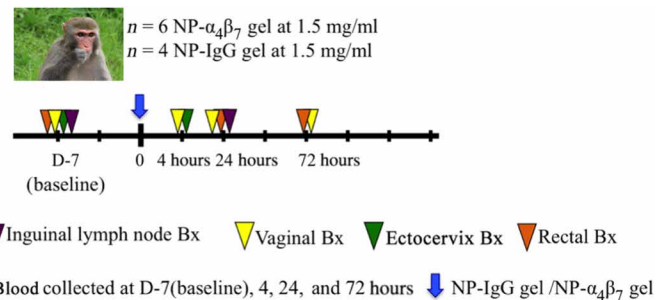 n = 6 NP-α₄β₇ gel at 1.5 mg/ml
n = 4 NP-IgG gel at 1.5 mg/ml
D-7 0 4 hours 24 hours 72 hours
(baseline)
Inguinal lymph node Bx Vaginal Bx Ectocervix Bx Rectal Bx
Blood collected at D-7(baseline), 4, 24, and 72 hours NP-IgG gel /NP-α₄β₇ gel